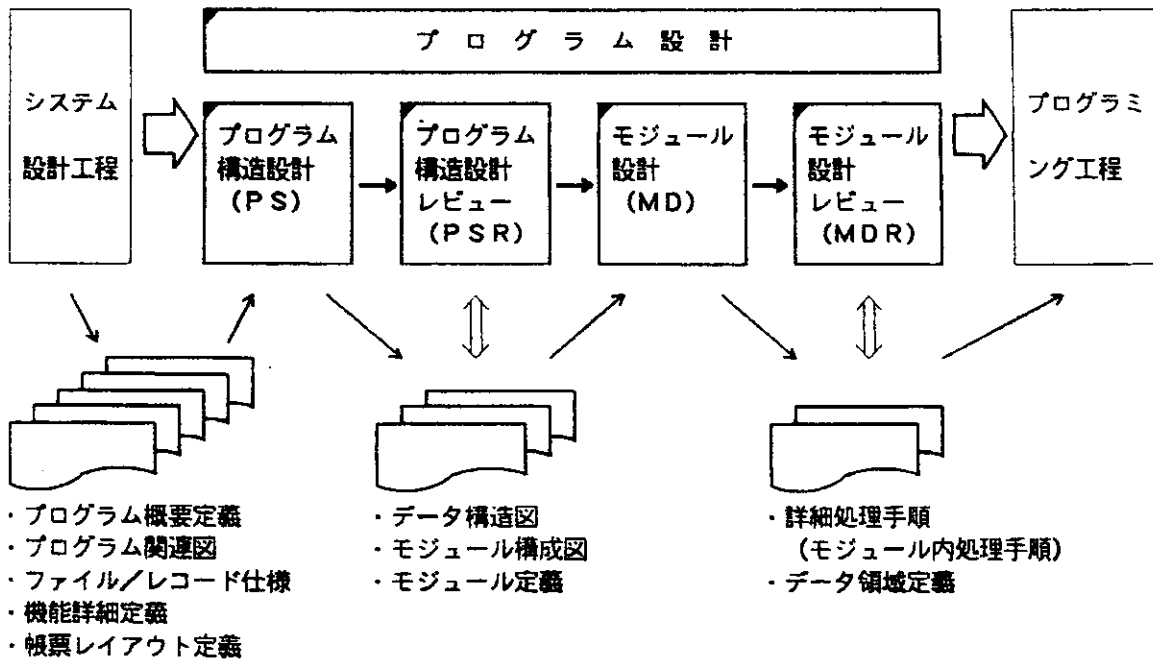 プログラム設計
システム
設計工程
プログラム
構造設計
(PS)
プログラム
構造設計
レビュー
(PSR)
モジュール
設計
(MD)
モジュール
設計
レビュー
(MDR)
プログラミ
ング工程
・プログラム概要定義
・プログラム関連図
・ファイル/レコード仕様
・機能詳細定義
・帳票レイアウト定義
・データ構造図
・モジュール構成図
・モジュール定義
・詳細処理手順
(モジュール内処理手順)
・データ領域定義